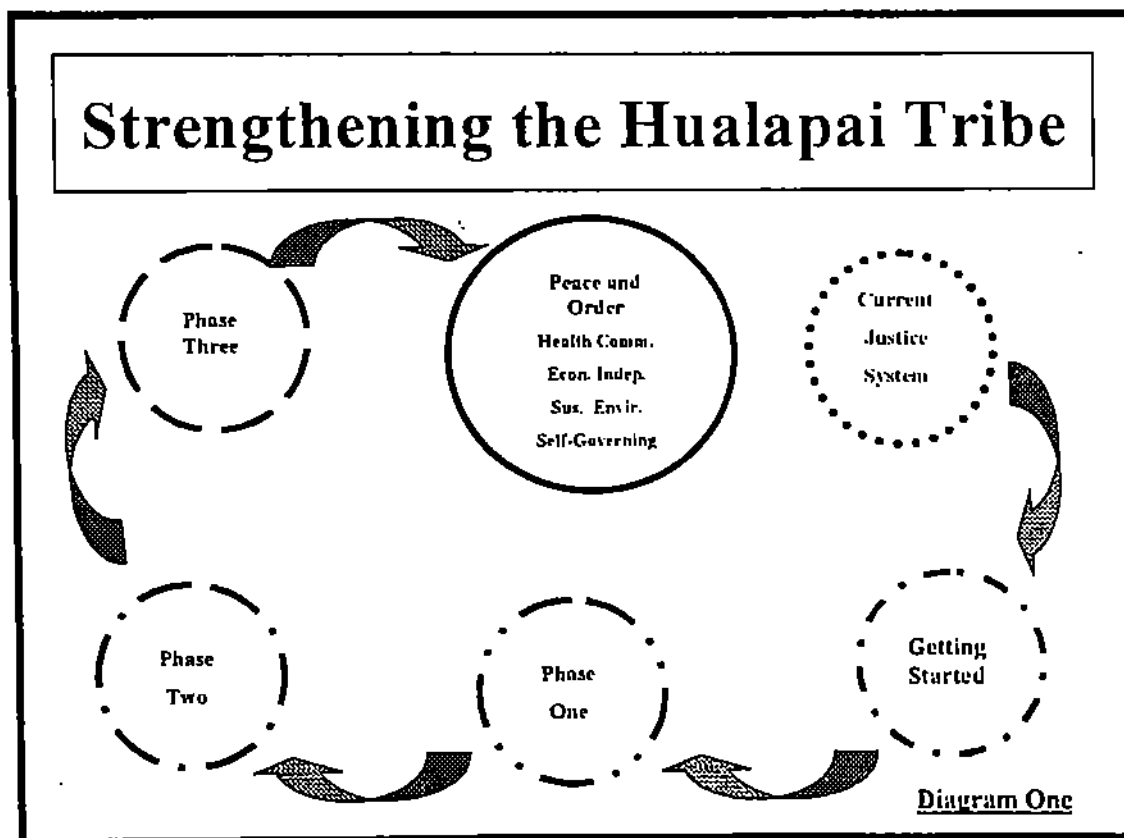 Strengthening the Hualapai Tribe
Phase
Three
Peace and
Order
Health Comm.
Econ. Indep.
Sus. Envir.
Self-Governing
Current
Justice
System
Phase
Two
Phase
One
Getting
Started
Diagram One